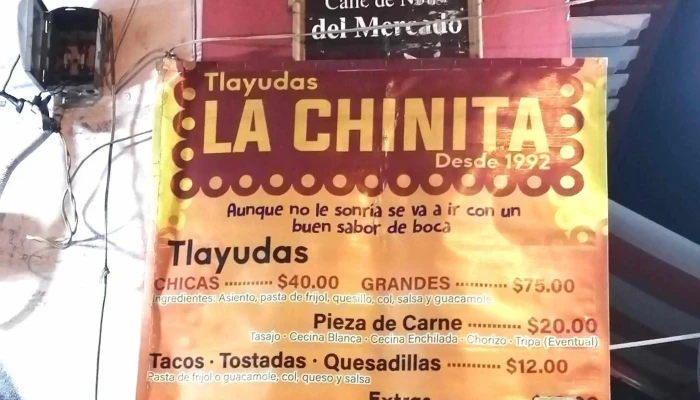 Calle de
del Mercado
Tlayudas
LA CHINITA
Desde 1992
Aunque no le sonría se va a ir con un
buen sabor de boca
Tlayudas
CHICAS ........... $40.00 GRANDES ........... $75.00
Ingredientes: Asiento, pasta de frijol, quesillo, col, salsa y guacamole
Pieza de Carne ........... $20.00
Tasajo · Cecina Blanca · Cecina Enchilada · Chorizo · Tripa (Eventual)
Tacos · Tostadas · Quesadillas ........... $12.00
Pasta de frijol o guacamole, col, queso y salsa
Extras